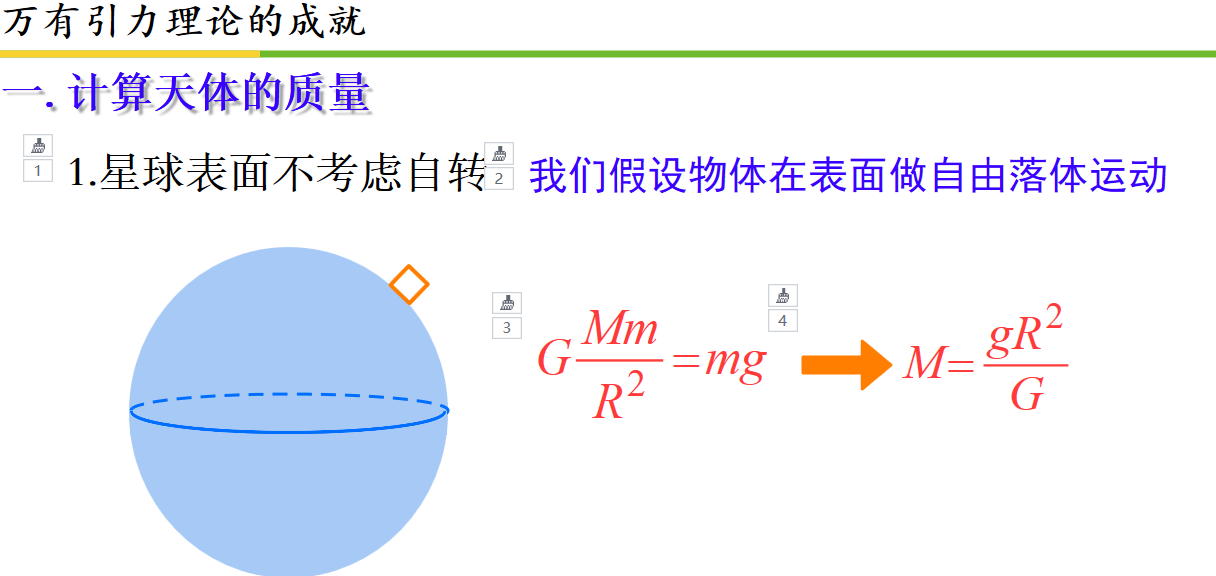 万有引力理论的成就
一.计算天体的质量
1.星球表面不考虑自转
我们假设物体在表面做自由落体运动
1
2
3
4
G Mm/R² = mg
M = gR²/G